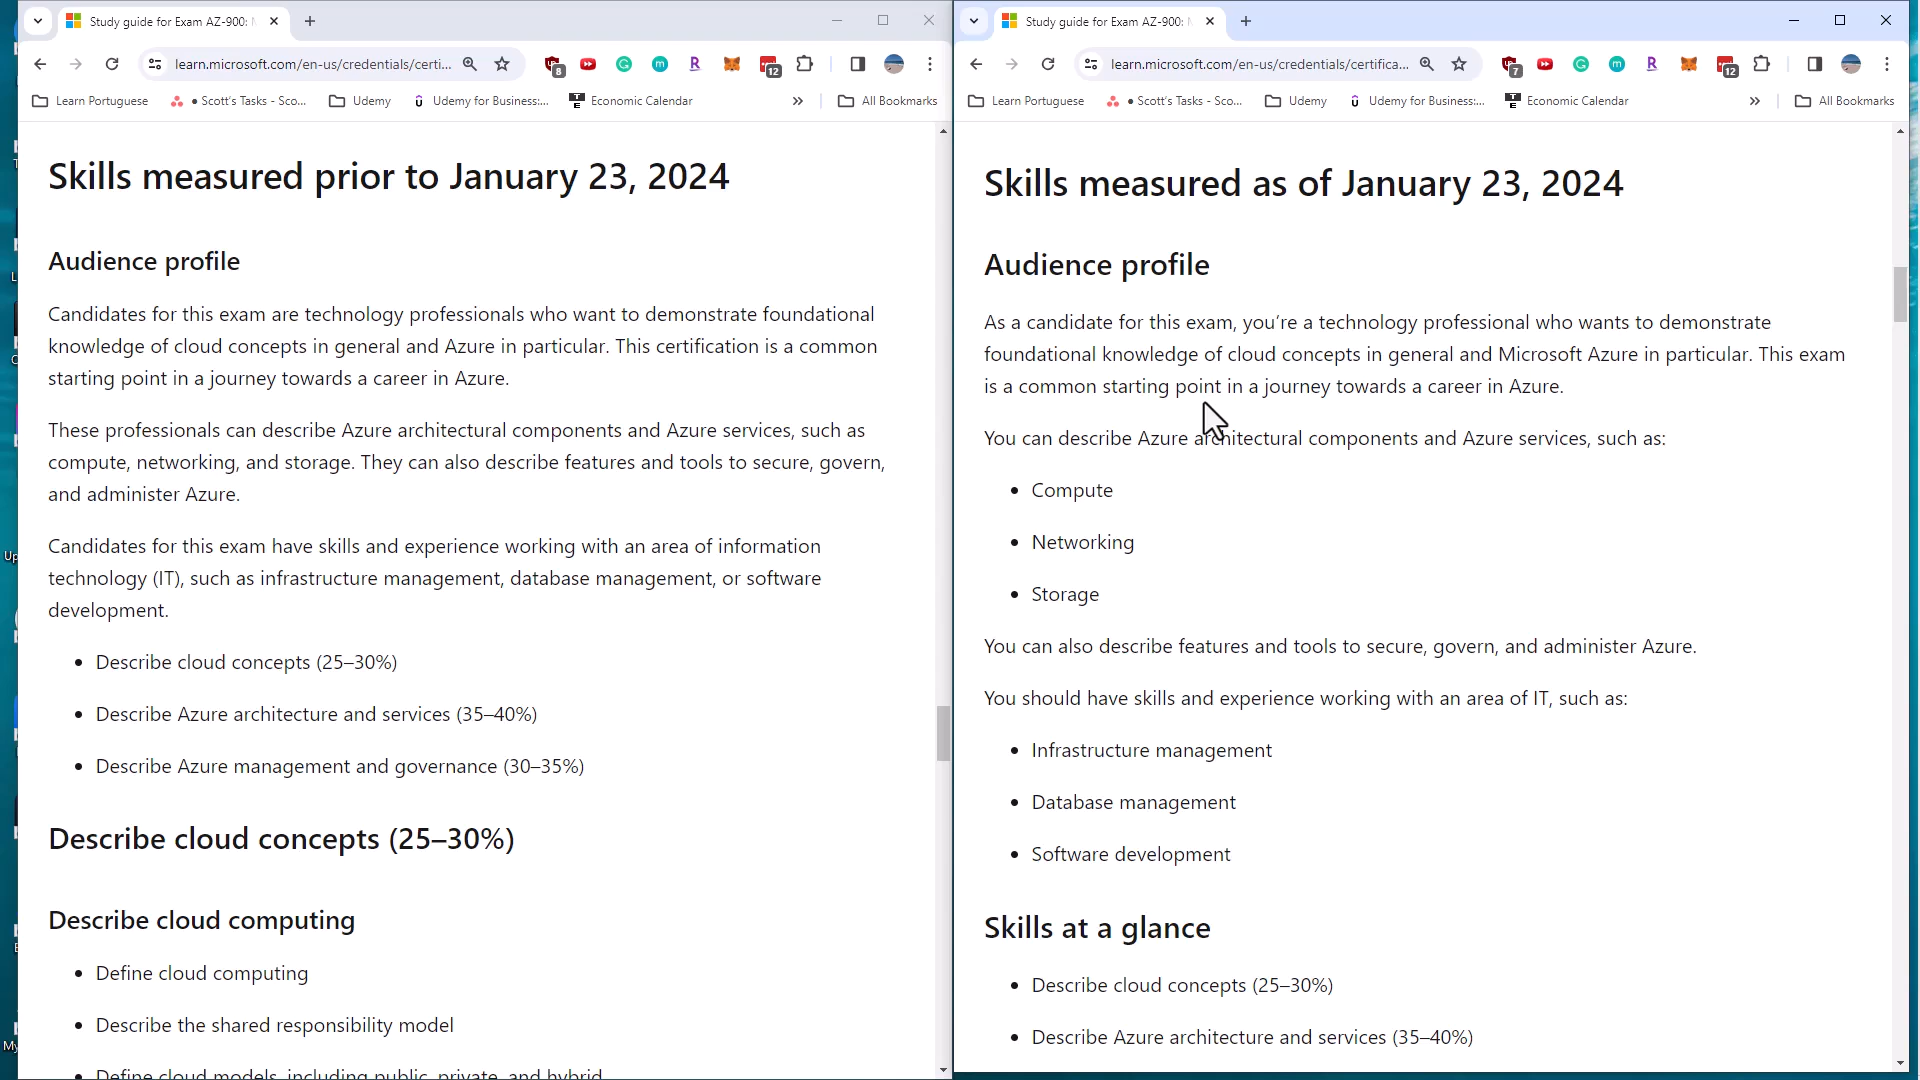 Study guide for Exam AZ-900:
learn.microsoft.com/en-us/credentials/certi...
8
12
Learn Portuguese
• Scott's Tasks - Sco...
Udemy
Udemy for Business:...
Economic Calendar
»
All Bookmarks
Skills measured prior to January 23, 2024
Audience profile
Candidates for this exam are technology professionals who want to demonstrate foundational
knowledge of cloud concepts in general and Azure in particular. This certification is a common
starting point in a journey towards a career in Azure.
These professionals can describe Azure architectural components and Azure services, such as
compute, networking, and storage. They can also describe features and tools to secure, govern,
and administer Azure.
Candidates for this exam have skills and experience working with an area of information
technology (IT), such as infrastructure management, database management, or software
development.
• Describe cloud concepts (25–30%)
• Describe Azure architecture and services (35–40%)
• Describe Azure management and governance (30–35%)
Describe cloud concepts (25–30%)
Describe cloud computing
• Define cloud computing
• Describe the shared responsibility model
• Define cloud models, including public, private, and hybrid
Study guide for Exam AZ-900:
learn.microsoft.com/en-us/credentials/certifica...
7
12
Learn Portuguese
• Scott's Tasks - Sco...
Udemy
Udemy for Business:...
Economic Calendar
»
All Bookmarks
Skills measured as of January 23, 2024
Audience profile
As a candidate for this exam, you're a technology professional who wants to demonstrate
foundational knowledge of cloud concepts in general and Microsoft Azure in particular. This exam
is a common starting point in a journey towards a career in Azure.
You can describe Azure architectural components and Azure services, such as:
• Compute
• Networking
• Storage
You can also describe features and tools to secure, govern, and administer Azure.
You should have skills and experience working with an area of IT, such as:
• Infrastructure management
• Database management
• Software development
Skills at a glance
• Describe cloud concepts (25–30%)
• Describe Azure architecture and services (35–40%)